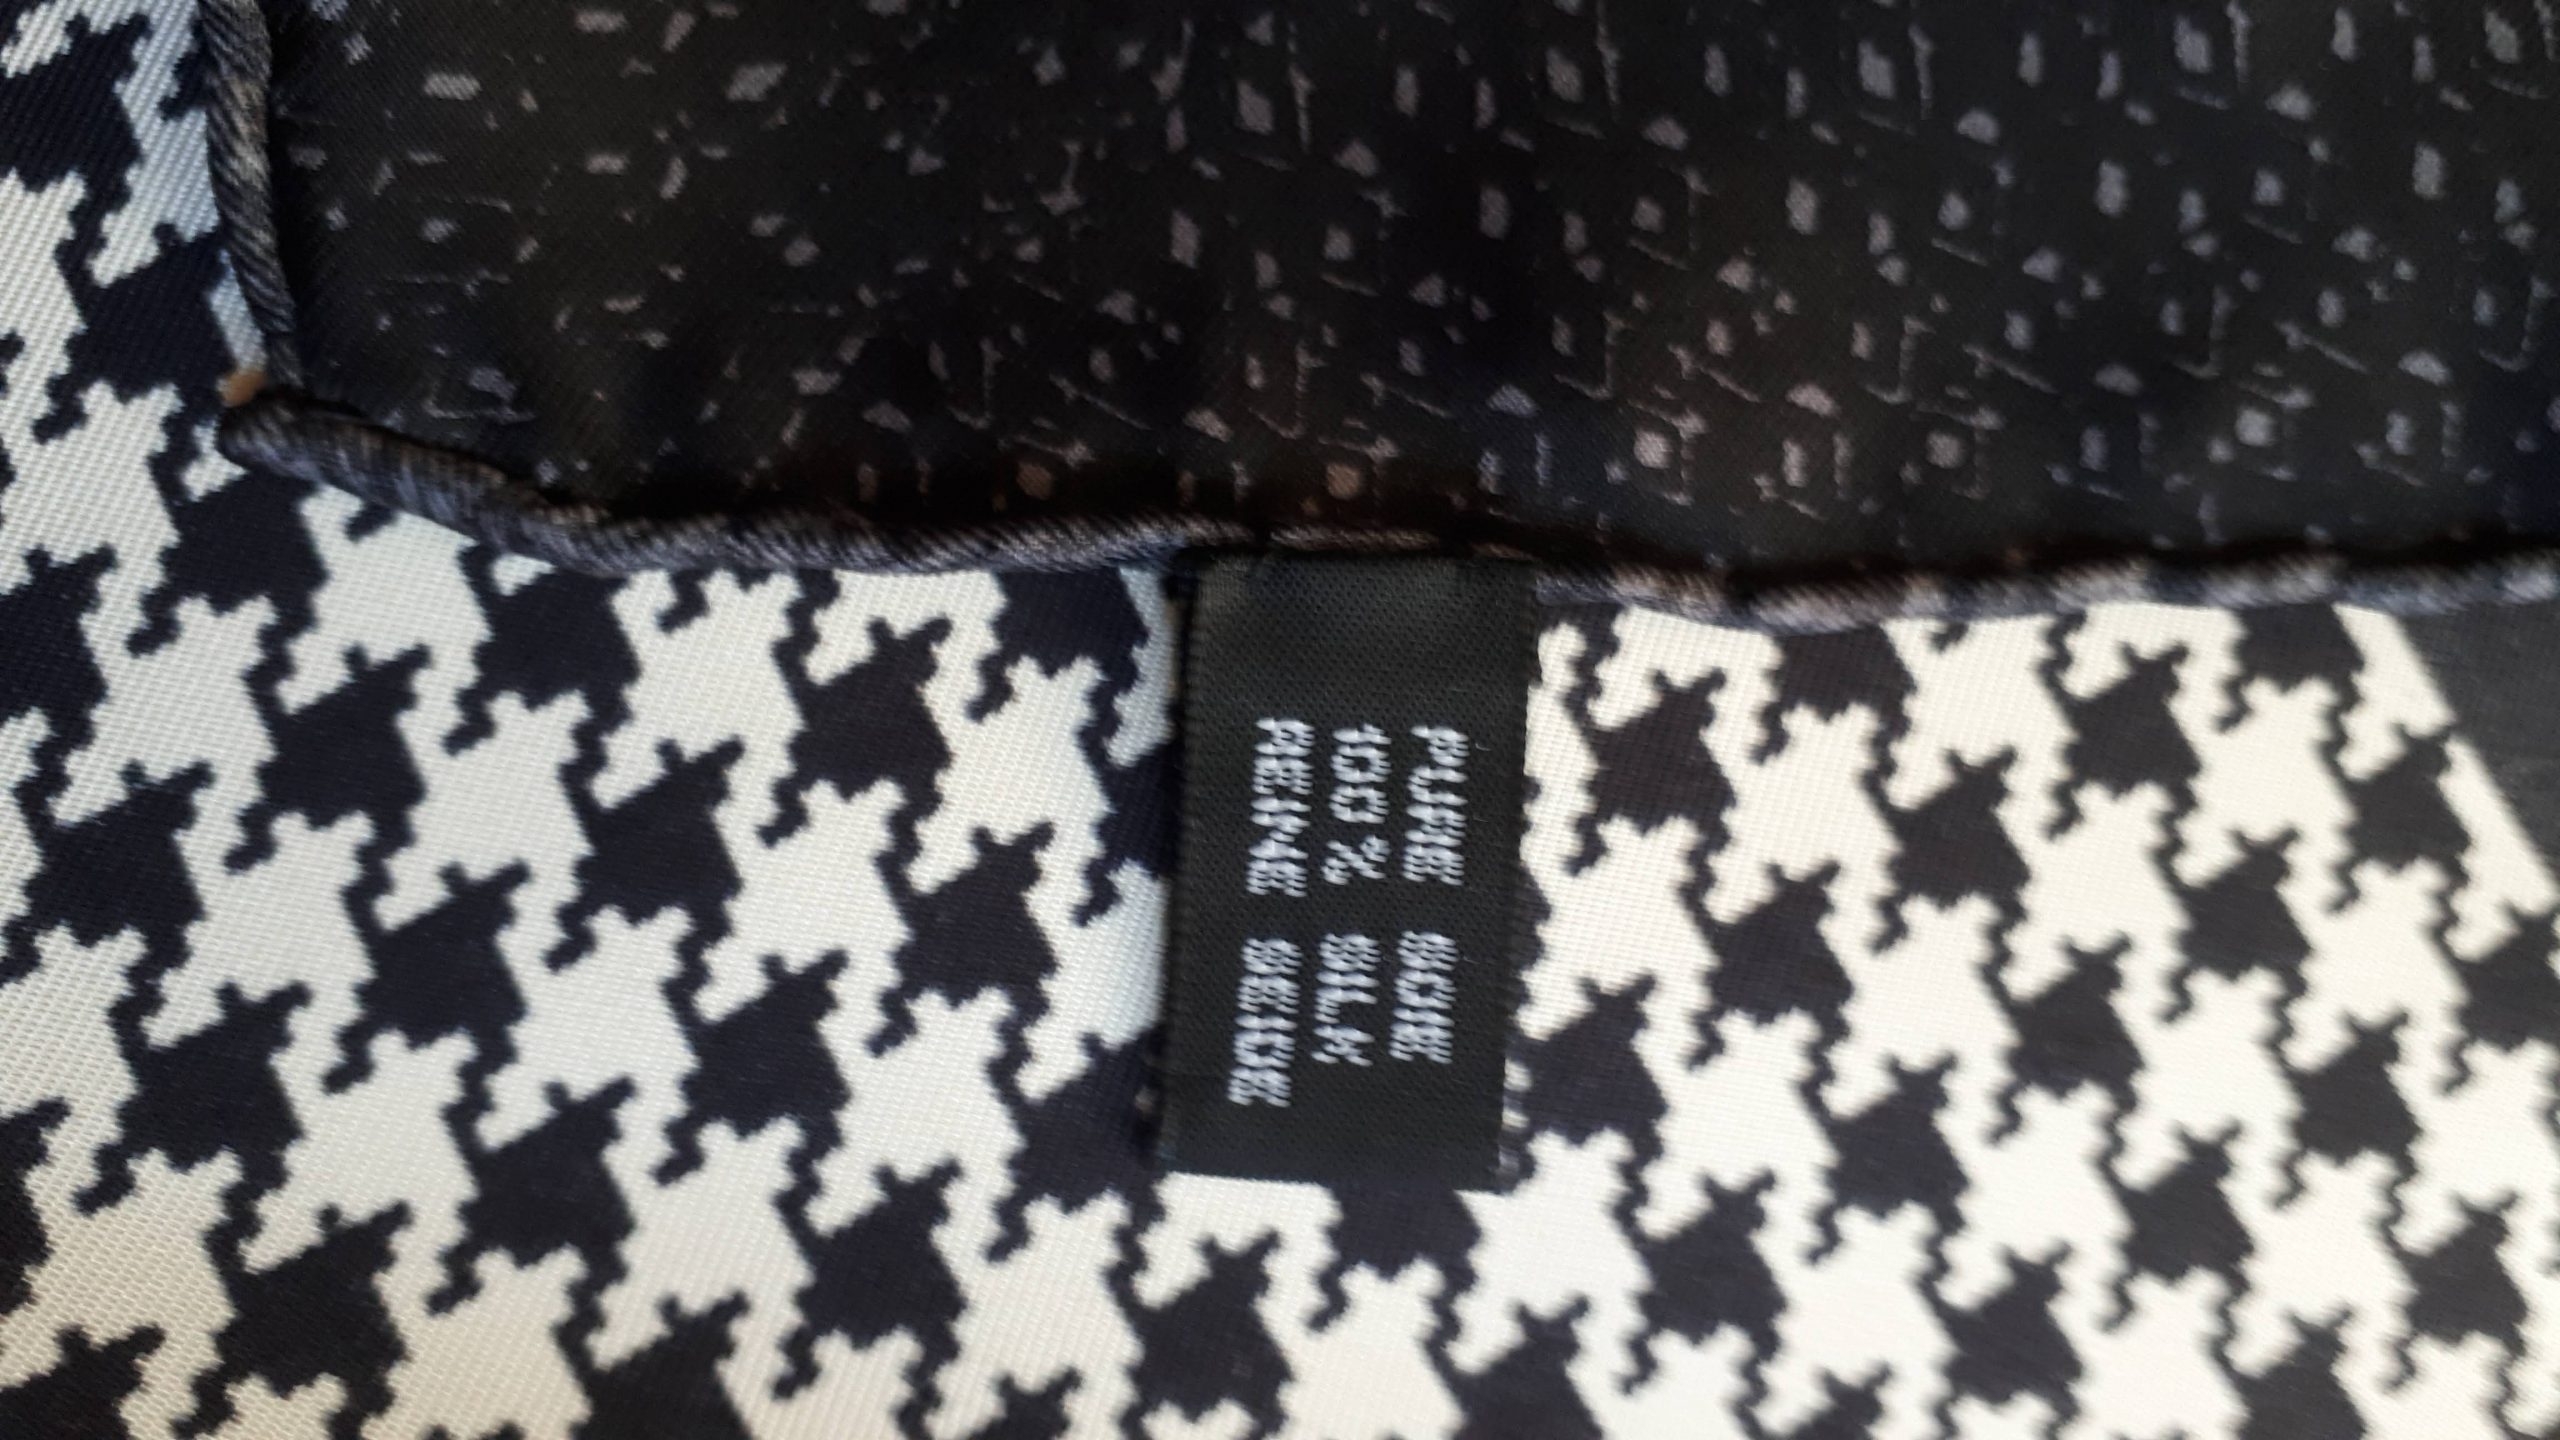 PURE SOIE
100% SILK
REINE SEIDE